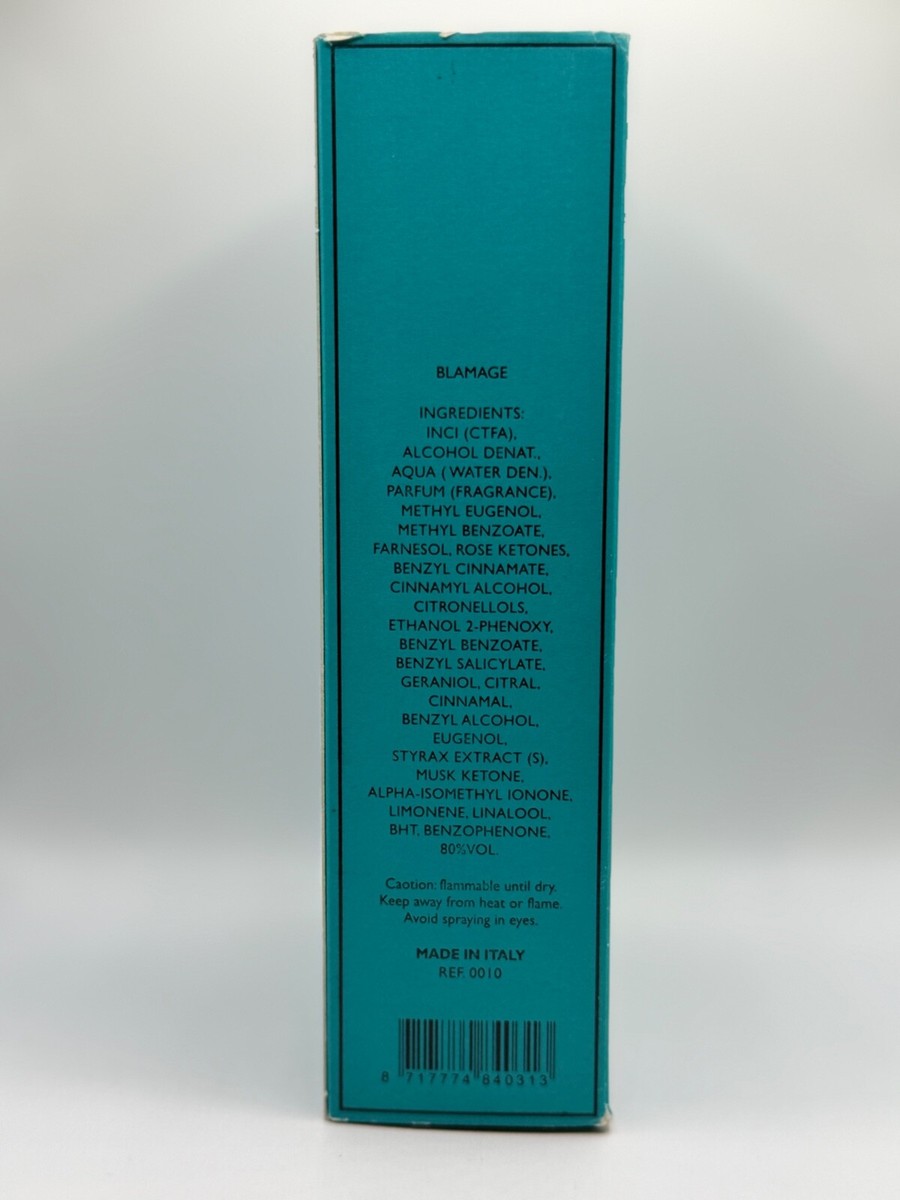 BLAMAGE
INGREDIENTS:
INCI (CTFA),
ALCOHOL DENAT.,
AQUA ( WATER DEN.),
PARFUM (FRAGRANCE),
METHYL EUGENOL,
METHYL BENZOATE,
FARNESOL, ROSE KETONES,
BENZYL CINNAMATE,
CINNAMYL ALCOHOL,
CITRONELLOLS,
ETHANOL 2-PHENOXY,
BENZYL BENZOATE,
BENZYL SALICYLATE,
GERANIOL, CITRAL,
CINNAMAL,
BENZYL ALCOHOL,
EUGENOL,
STYRAX EXTRACT (S),
MUSK KETONE,
ALPHA-ISOMETHYL IONONE,
LIMONENE, LINALOOL,
BHT, BENZOPHENONE,
80%VOL.
Caotion: flammable until dry.
Keep away from heat or flame.
Avoid spraying in eyes.
MADE IN ITALY
REF. 0010
8 717774 840313